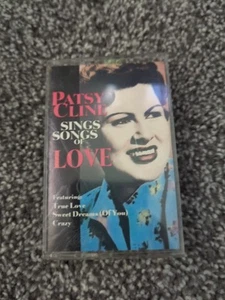 PATSY
CLINE
SINGS
SONGS
OF
LOVE
Featuring
True Love
Sweet Dreams (Of You)
Crazy